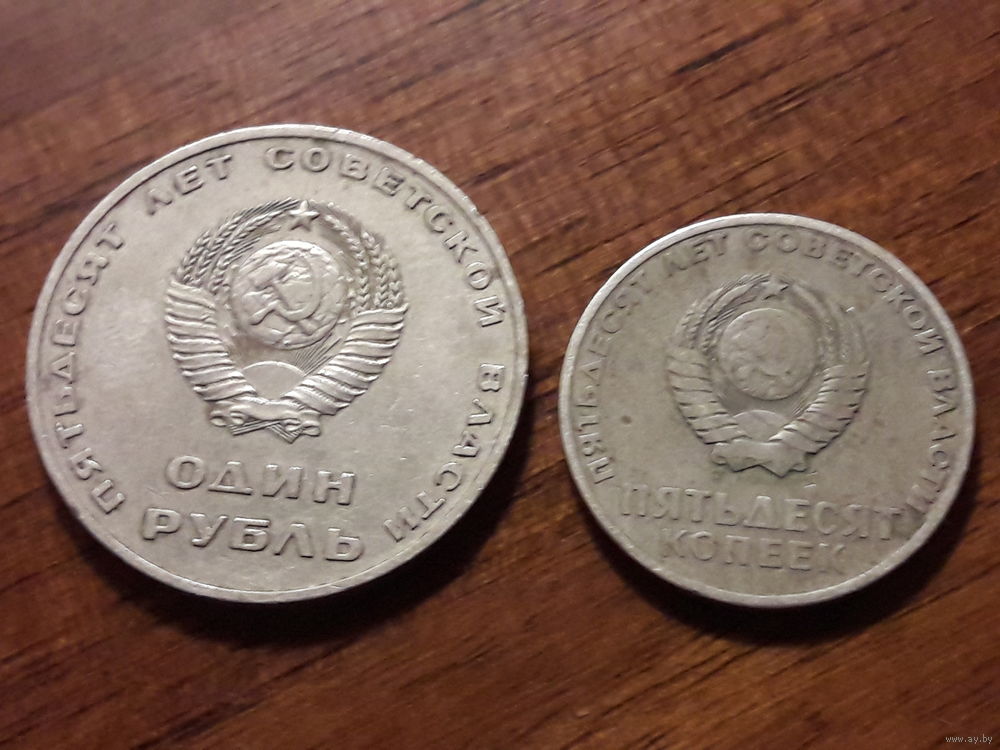 ПЯТЬДЕСЯТ ЛЕТ СОВЕТСКОЙ ВЛАСТИ
ОДИН
РУБЛЬ
ПЯТЬДЕСЯТ ЛЕТ СОВЕТСКОЙ ВЛАСТИ
ПЯТЬДЕСЯТ
КОПЕЕК
www.ay.by